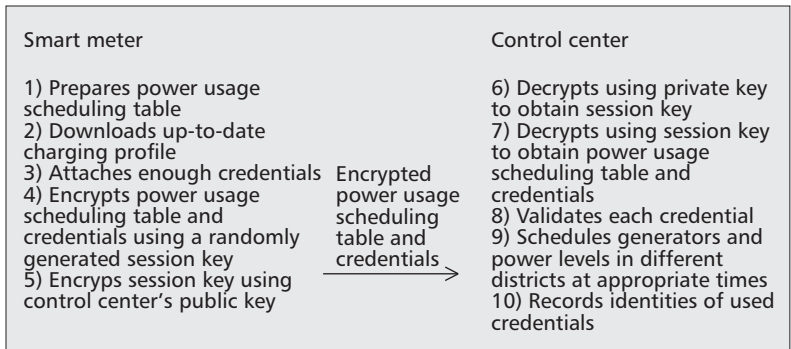 Smart meter
1) Prepares power usage
scheduling table
2) Downloads up-to-date
charging profile
3) Attaches enough credentials
4) Encrypts power usage
scheduling table and
credentials using a randomly
generated session key
5) Encryps session key using
control center's public key
Encrypted
power usage
scheduling
table and
credentials
Control center
6) Decrypts using private key
to obtain session key
7) Decrypts using session key
to obtain power usage
scheduling table and
credentials
8) Validates each credential
9) Schedules generators and
power levels in different
districts at appropriate times
10) Records identities of used
credentials